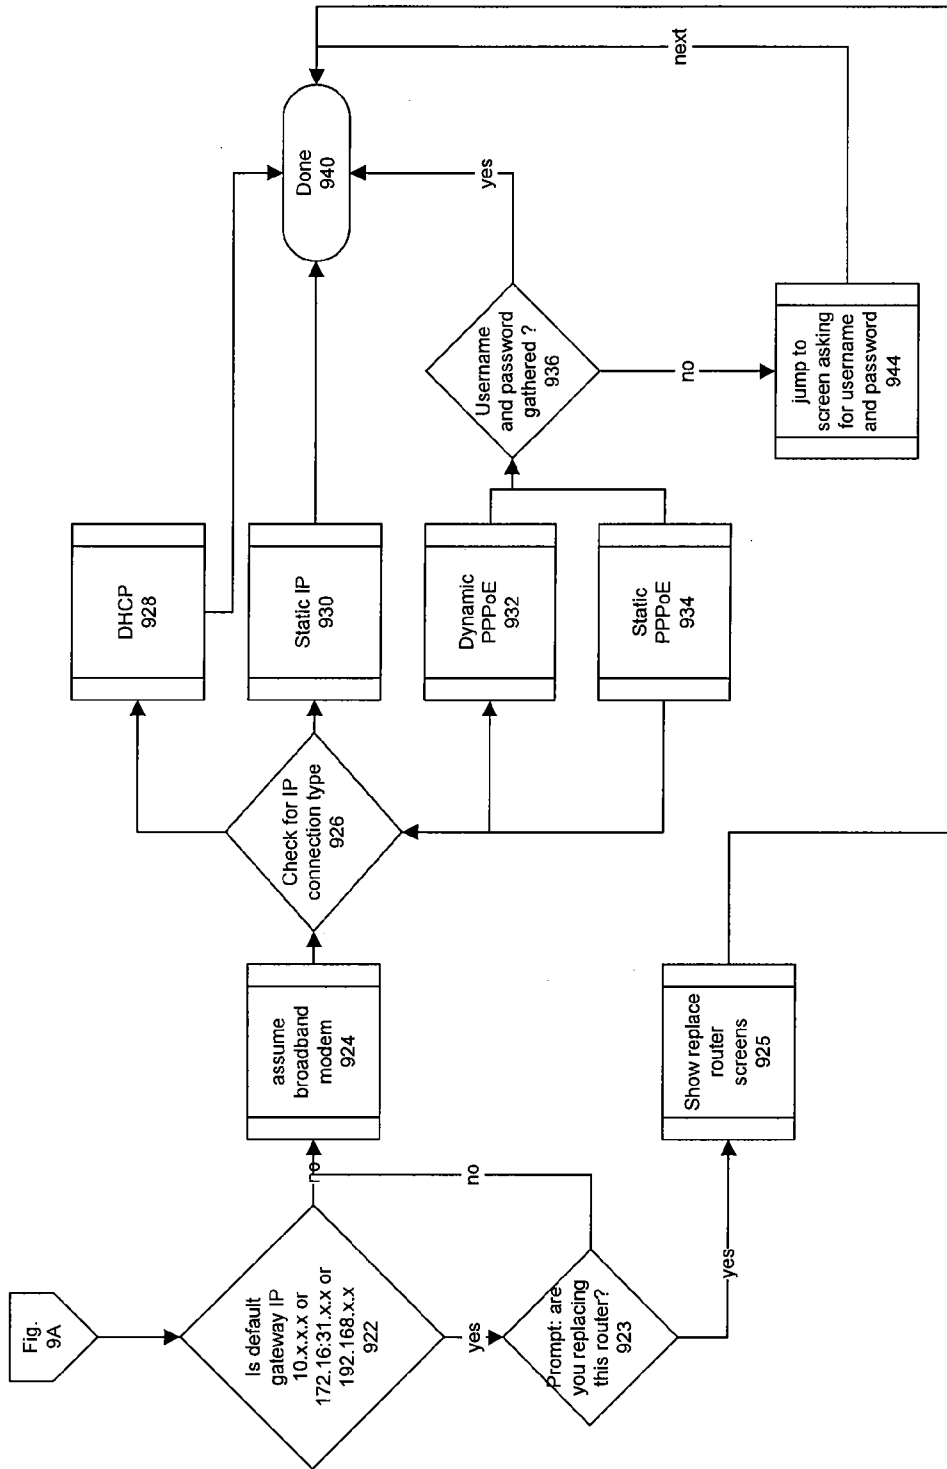 Fig.
9A
Is default
gateway IP
10.x.x.x or
172.16:31.x.x or
192.168.x.x
922
no
yes
Prompt: are
you replacing
this router?
923
no
yes
assume
broadband
modem
924
Show replace
router
screens
925
Check for IP
connection type
926
DHCP
928
Static IP
930
Dynamic
PPPoE
932
Static
PPPoE
934
Username
and password
gathered ?
936
yes
no
jump to
screen asking
for username
and password
944
next
Done
940